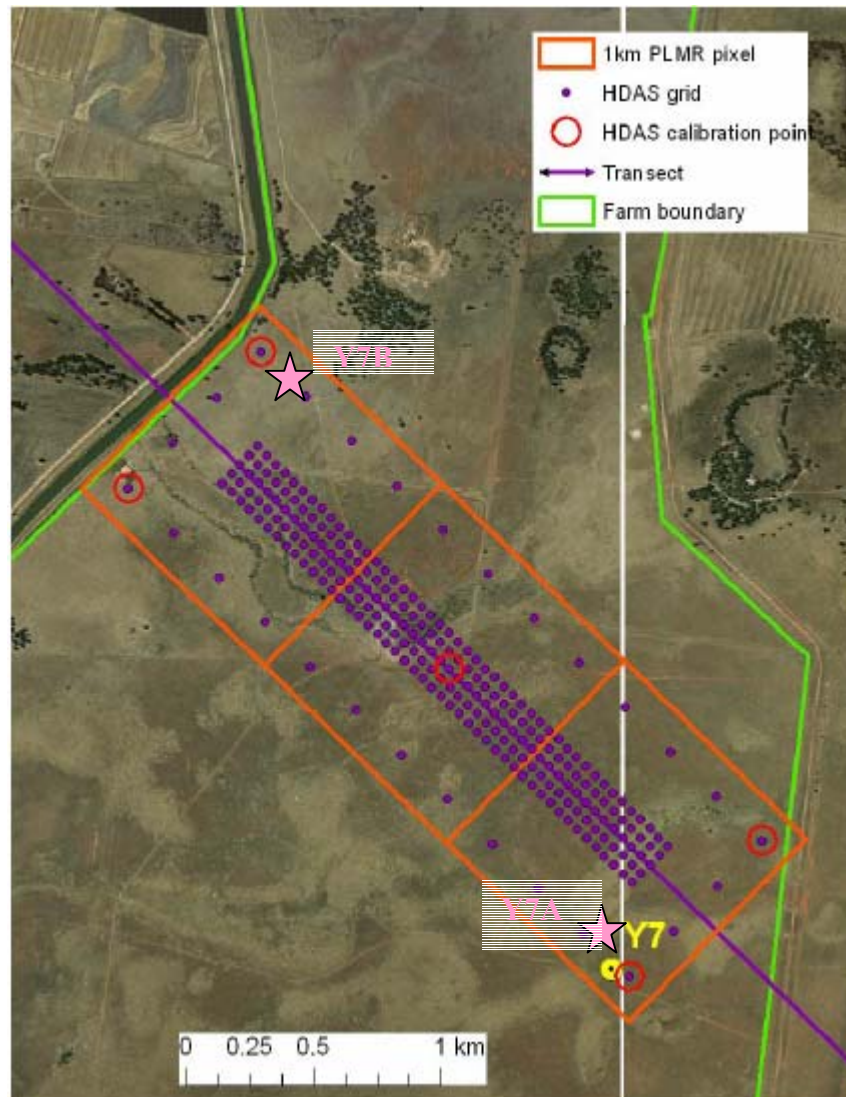 1km PLMR pixel
HDAS grid
HDAS calibration point
Transect
Farm boundary
Y7B
Y7A
Y7
0 0.25 0.5 1 km